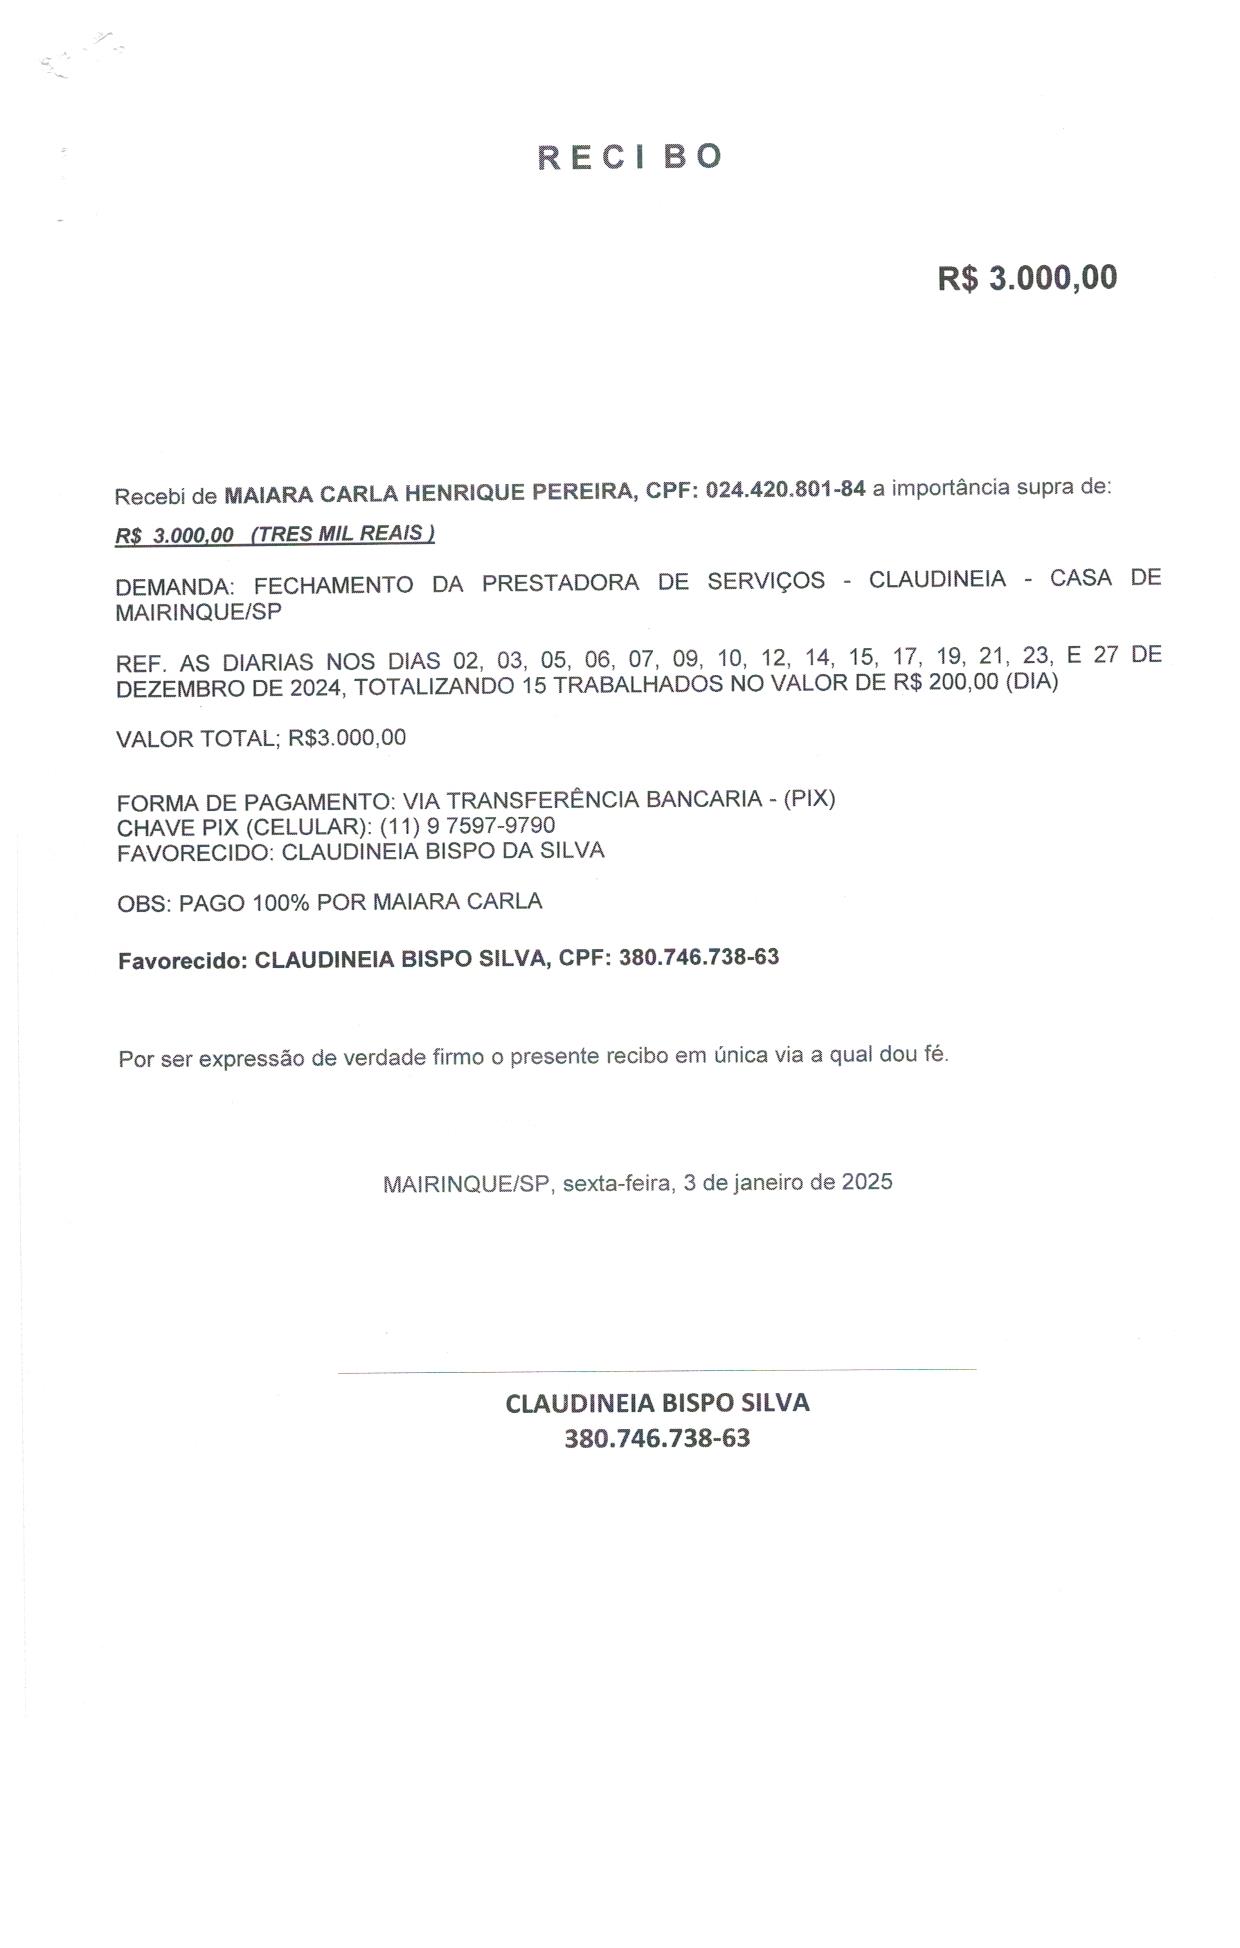 RECIBO
R$ 3.000,00
Recebi de MAIARA CARLA HENRIQUE PEREIRA, CPF: 024.420.801-84 a importância supra de:
R$ 3.000,00 (TRES MIL REAIS )
DEMANDA: FECHAMENTO DA PRESTADORA DE SERVIÇOS - CLAUDINEIA - CASA DE
MAIRINQUE/SP
REF. AS DIARIAS NOS DIAS 02, 03, 05, 06, 07, 09, 10, 12, 14, 15, 17, 19, 21, 23, E 27 DE
DEZEMBRO DE 2024, TOTALIZANDO 15 TRABALHADOS NO VALOR DE R$ 200,00 (DIA)
VALOR TOTAL; R$3.000,00
FORMA DE PAGAMENTO: VIA TRANSFERÊNCIA BANCARIA - (PIX)
CHAVE PIX (CELULAR): (11) 9 7597-9790
FAVORECIDO: CLAUDINEIA BISPO DA SILVA
OBS: PAGO 100% POR MAIARA CARLA
Favorecido: CLAUDINEIA BISPO SILVA, CPF: 380.746.738-63
Por ser expressão de verdade firmo o presente recibo em única via a qual dou fé.
MAIRINQUE/SP, sexta-feira, 3 de janeiro de 2025
CLAUDINEIA BISPO SILVA
380.746.738-63